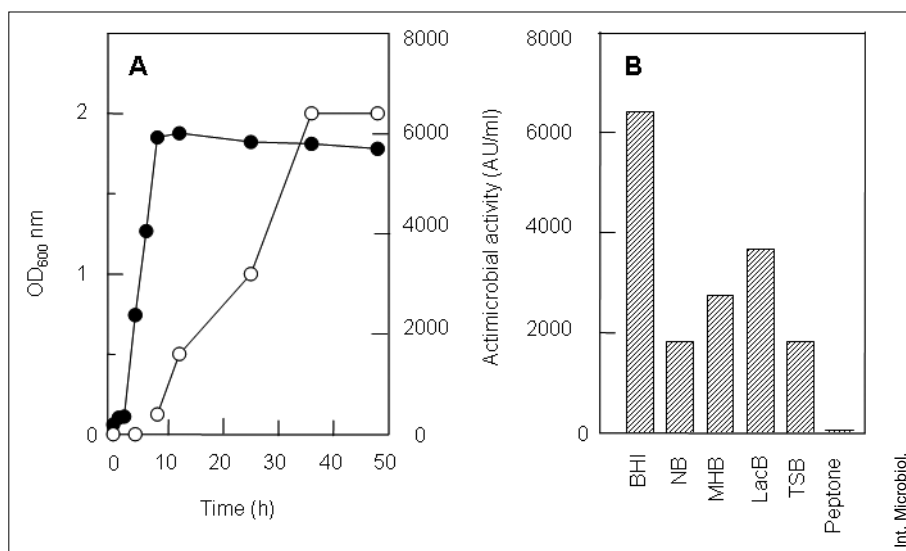 A
B
OD600 nm
2
1
0
0
10
20
30
40
50
Time (h)
8000
6000
4000
2000
0
Actimicrobial activity (AU/ml)
8000
6000
4000
2000
0
BHI
NB
MHB
LacB
TSB
Peptone
Int. Microbiol.